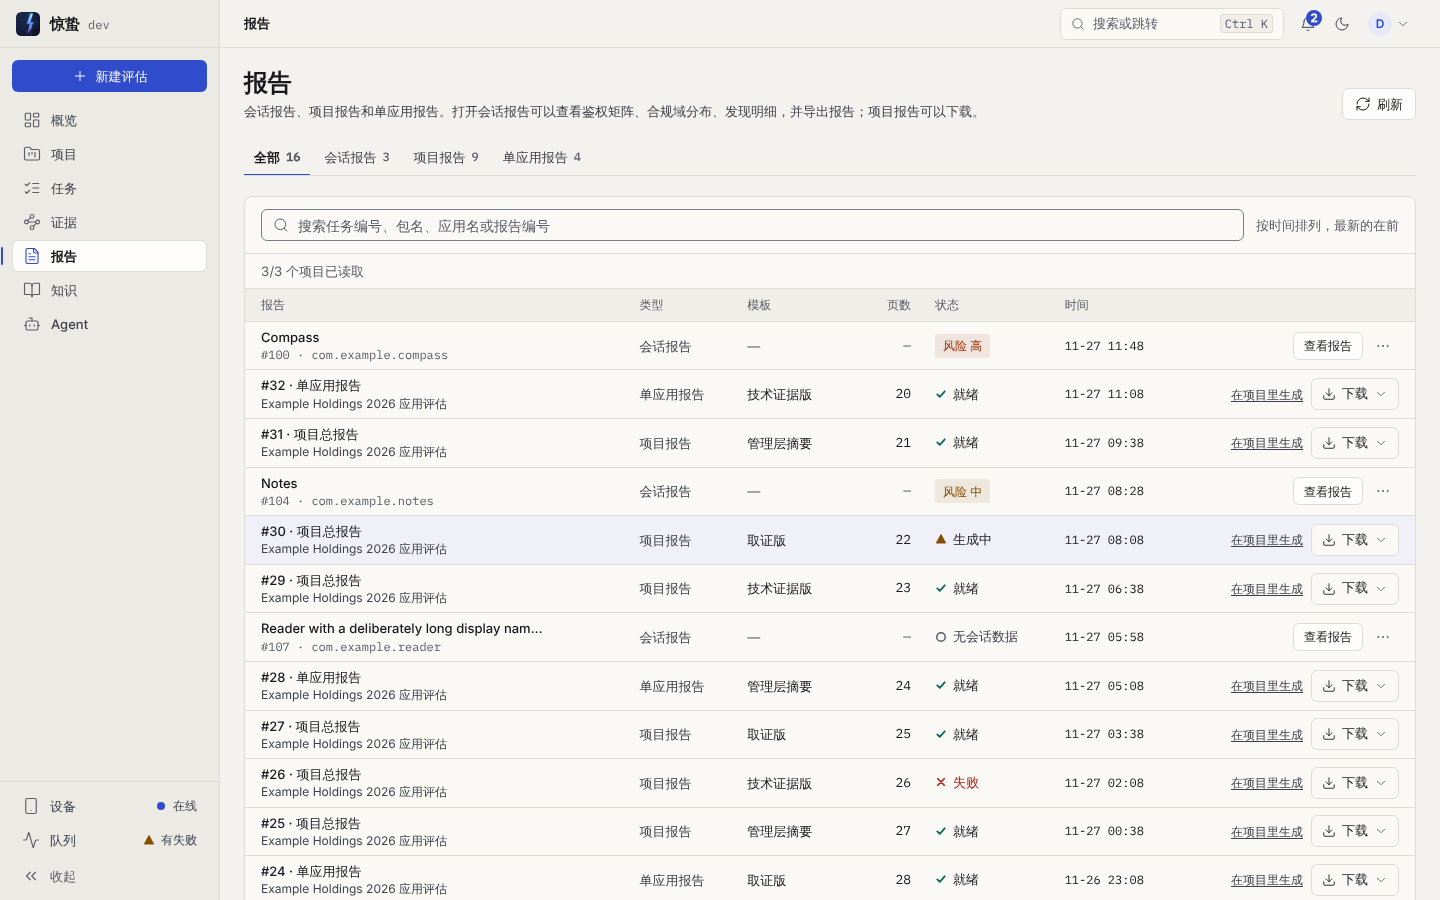 惊蛰 dev
报告
搜索或跳转 Ctrl K
2
D
新建评估
概览
项目
任务
证据
报告
知识
Agent
设备 在线
队列 有失败
收起
报告
会话报告、项目报告和单应用报告。打开会话报告可以查看鉴权矩阵、合规域分布、发现明细，并导出报告；项目报告可以下载。
刷新
全部 16 会话报告 3 项目报告 9 单应用报告 4
搜索任务编号、包名、应用名或报告编号
按时间排列，最新的在前
3/3 个项目已读取
报告 类型 模板 页数 状态 时间
Compass
#100 · com.example.compass
会话报告 — — 风险 高 11-27 11:48 查看报告 ···
#32 · 单应用报告
Example Holdings 2026 应用评估
单应用报告 技术证据版 20 就绪 11-27 11:08 在项目里生成 下载
#31 · 项目总报告
Example Holdings 2026 应用评估
项目报告 管理层摘要 21 就绪 11-27 09:38 在项目里生成 下载
Notes
#104 · com.example.notes
会话报告 — — 风险 中 11-27 08:28 查看报告 ···
#30 · 项目总报告
Example Holdings 2026 应用评估
项目报告 取证版 22 生成中 11-27 08:08 在项目里生成 下载
#29 · 项目总报告
Example Holdings 2026 应用评估
项目报告 技术证据版 23 就绪 11-27 06:38 在项目里生成 下载
Reader with a deliberately long display nam...
#107 · com.example.reader
会话报告 — — 无会话数据 11-27 05:58 查看报告 ···
#28 · 单应用报告
Example Holdings 2026 应用评估
单应用报告 管理层摘要 24 就绪 11-27 05:08 在项目里生成 下载
#27 · 项目总报告
Example Holdings 2026 应用评估
项目报告 取证版 25 就绪 11-27 03:38 在项目里生成 下载
#26 · 项目总报告
Example Holdings 2026 应用评估
项目报告 技术证据版 26 失败 11-27 02:08 在项目里生成 下载
#25 · 项目总报告
Example Holdings 2026 应用评估
项目报告 管理层摘要 27 就绪 11-27 00:38 在项目里生成 下载
#24 · 单应用报告
Example Holdings 2026 应用评估
单应用报告 取证版 28 就绪 11-26 23:08 在项目里生成 下载